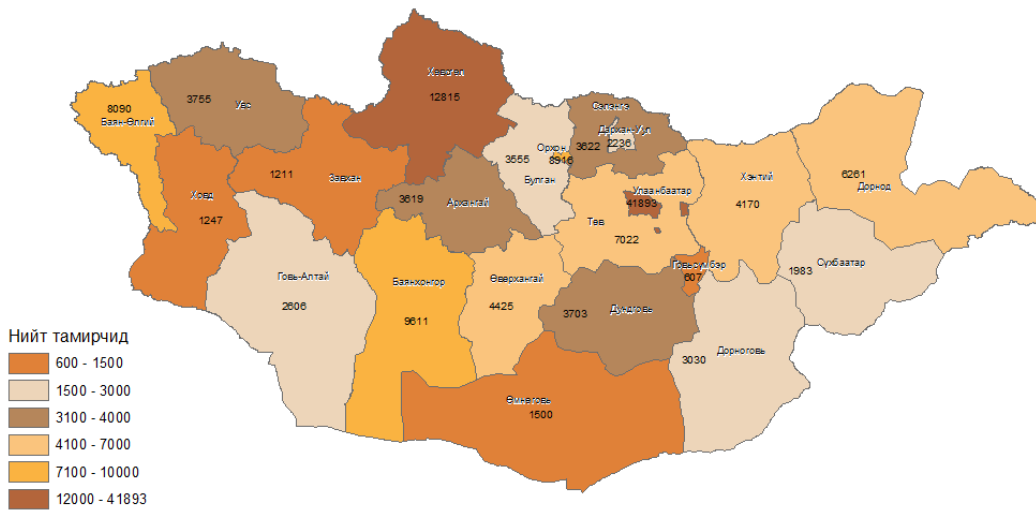 Хөвсгөл
12815
8090
Баян-Өлгий
3755
Увс
Сэлэнгэ
Дархан-Уул
3622
2236
Орхон
8916
3555
Булган
1211
Завхан
Ховд
1247
3619
Архангай
Улаанбаатар
41893
Төв
7022
Хэнтий
4170
6261
Дорнод
Говьсүмбэр
607
1983
Сүхбаатар
Говь-Алтай
2606
Баянхонгор
9611
Өвөрхангай
4425
3703
Дундговь
3030
Дорноговь
Өмнөговь
1500
Нийт тамирчид
600 - 1500
1500 - 3000
3100 - 4000
4100 - 7000
7100 - 10000
12000 - 41893